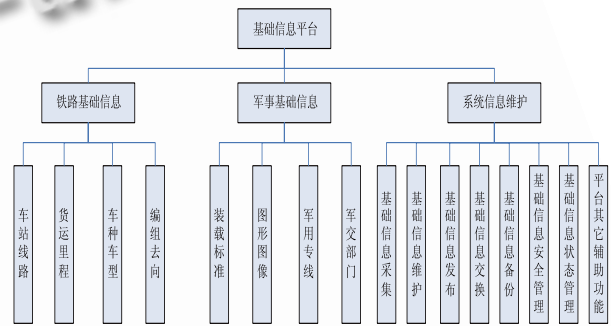 基础信息平台
铁路基础信息
军事基础信息
系统信息维护
车站线路
货运里程
车种车型
编组去向
装载标准
图形图像
军用专线
军交部门
基础信息采集
基础信息维护
基础信息发布
基础信息交换
基础信息备份
基础信息安全管理
基础信息状态管理
平台其它辅助功能